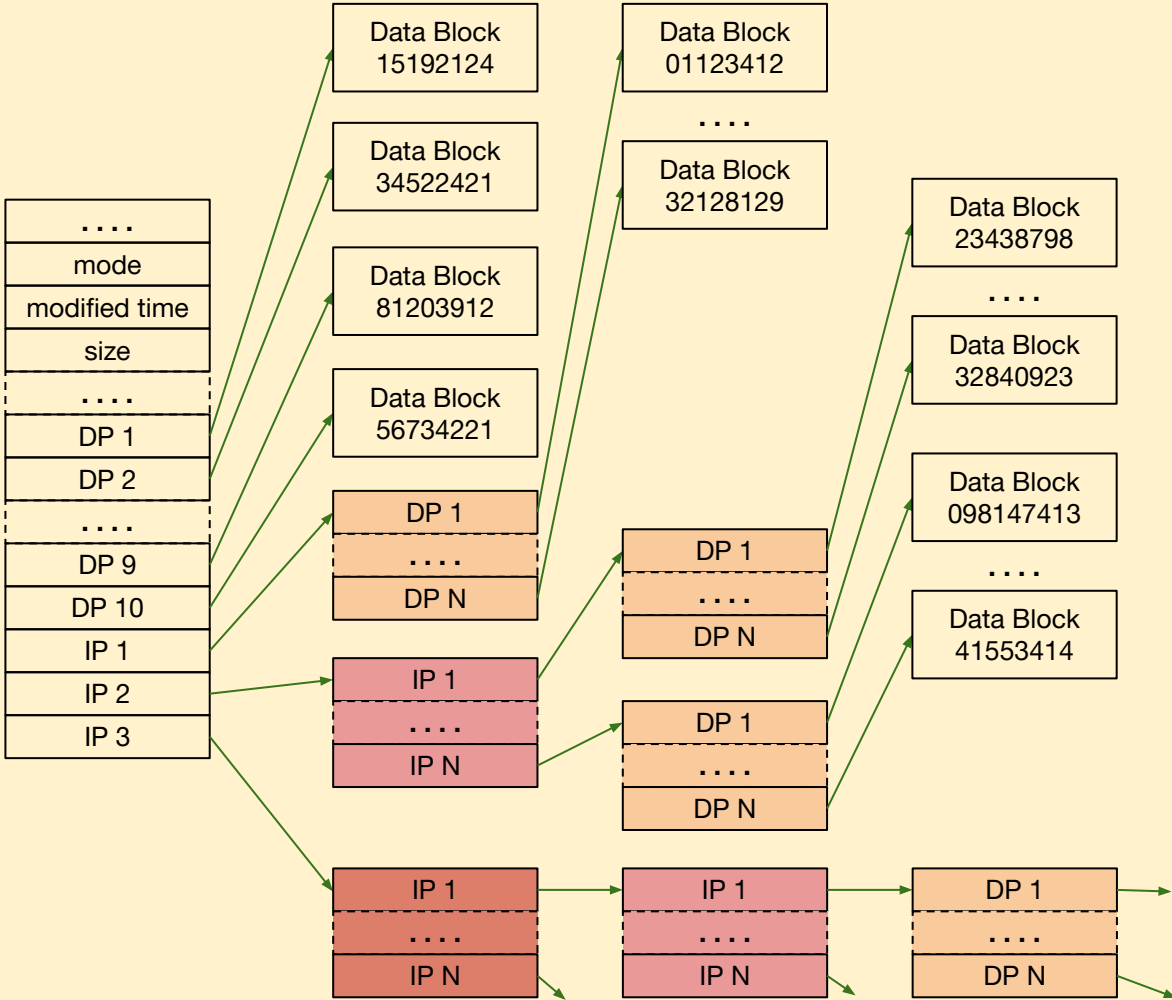 ....
mode
modified time
size
....
DP 1
DP 2
....
DP 9
DP 10
IP 1
IP 2
IP 3
Data Block
15192124
Data Block
34522421
Data Block
81203912
Data Block
56734221
DP 1
....
DP N
IP 1
....
IP N
IP 1
....
IP N
Data Block
01123412
....
Data Block
32128129
DP 1
....
DP N
DP 1
....
DP N
IP 1
....
IP N
Data Block
23438798
....
Data Block
32840923
Data Block
098147413
....
Data Block
41553414
DP 1
....
DP N